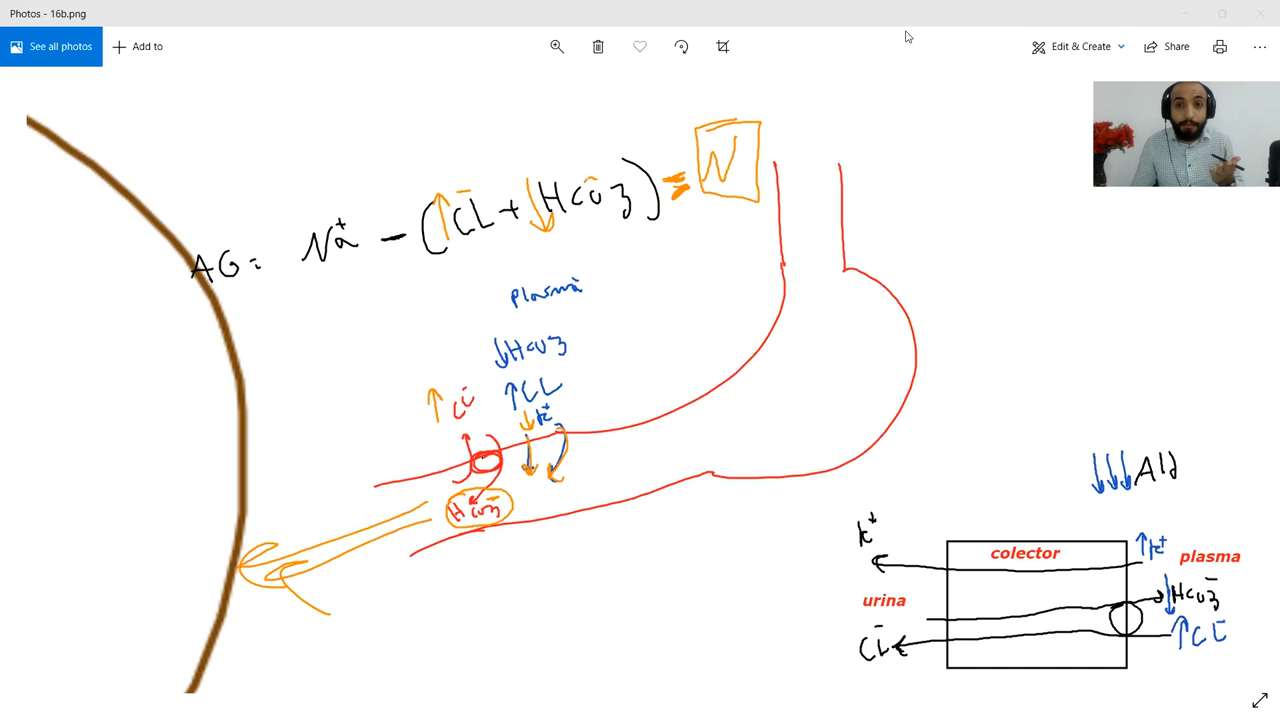 Photos - 16b.png
See all photos
Add to
Edit & Create
Share
AG = Na+ - (↑Cl- + ↓HCO3-) = N
plasma
↓HCO3
↑CL
↓K+
↑ Cl-
HCO3-
↓↓↓Ald
K+
colector
↑K+
plasma
urina
↓HCO3-
CL-
↑CL-